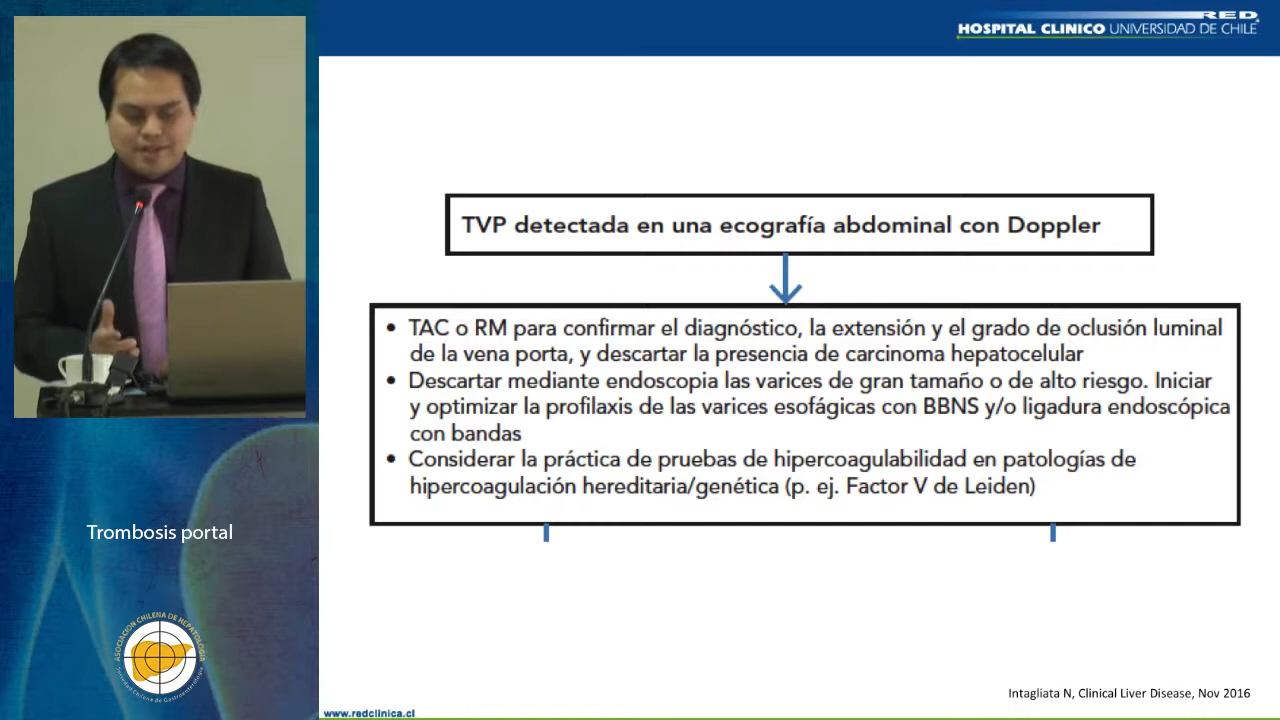 RED
HOSPITAL CLINICO UNIVERSIDAD DE CHILE
TVP detectada en una ecografía abdominal con Doppler
• TAC o RM para confirmar el diagnóstico, la extensión y el grado de oclusión luminal
de la vena porta, y descartar la presencia de carcinoma hepatocelular
• Descartar mediante endoscopia las varices de gran tamaño o de alto riesgo. Iniciar
y optimizar la profilaxis de las varices esofágicas con BBNS y/o ligadura endoscópica
con bandas
• Considerar la práctica de pruebas de hipercoagulabilidad en patologías de
hipercoagulación hereditaria/genética (p. ej. Factor V de Leiden)
Trombosis portal
ASOCIACION CHILENA DE HEPATOLOGIA
Sociedad Chilena de Gastroenterología
Intagliata N, Clinical Liver Disease, Nov 2016
www.redclinica.cl